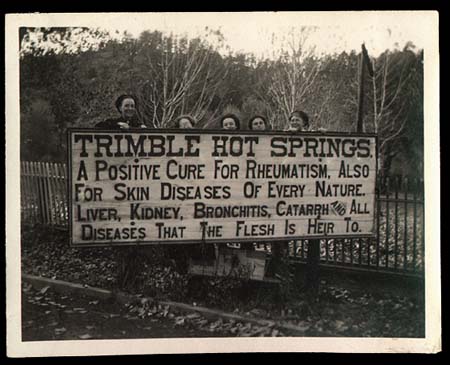 TRIMBLE HOT SPRINGS.
A POSITIVE CURE FOR RHEUMATISM, ALSO
FOR SKIN DISEASES OF EVERY NATURE.
LIVER, KIDNEY, BRONCHITIS, CATARRH AND ALL
DISEASES THAT THE FLESH IS HEIR TO.